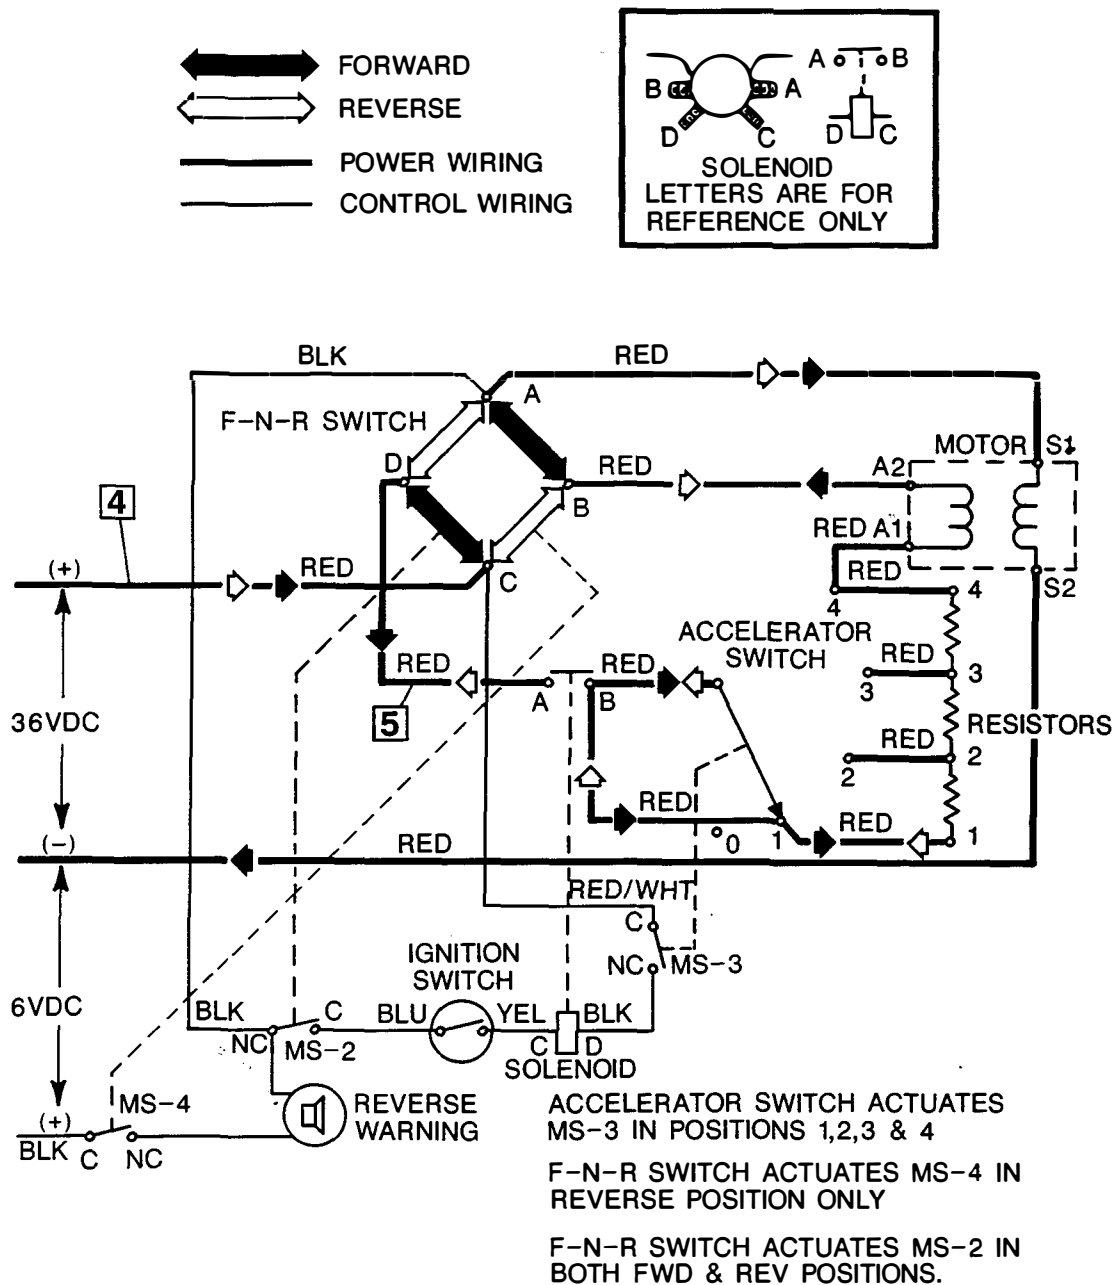 FORWARD
REVERSE
POWER WIRING
CONTROL WIRING
A B
B A
D C
D C
SOLENOID
LETTERS ARE FOR
REFERENCE ONLY
BLK
RED
A
F-N-R SWITCH
MOTOR S1
D
RED
A2
B
4
RED A1
(+)
RED
C
RED
4
4
S2
ACCELERATOR
SWITCH
RED
RED
RED
3
3
A
B
5
36VDC
RESISTORS
RED
2
2
RED
RED
0
1
1
(-)
RED
RED/WHT
C
IGNITION
SWITCH
NC
MS-3
6VDC
BLK
C
BLU
YEL
BLK
NC
MS-2
C
D
SOLENOID
(+)
MS-4
REVERSE
WARNING
BLK
C
NC
ACCELERATOR SWITCH ACTUATES
MS-3 IN POSITIONS 1,2,3 & 4
F-N-R SWITCH ACTUATES MS-4 IN
REVERSE POSITION ONLY
F-N-R SWITCH ACTUATES MS-2 IN
BOTH FWD & REV POSITIONS.